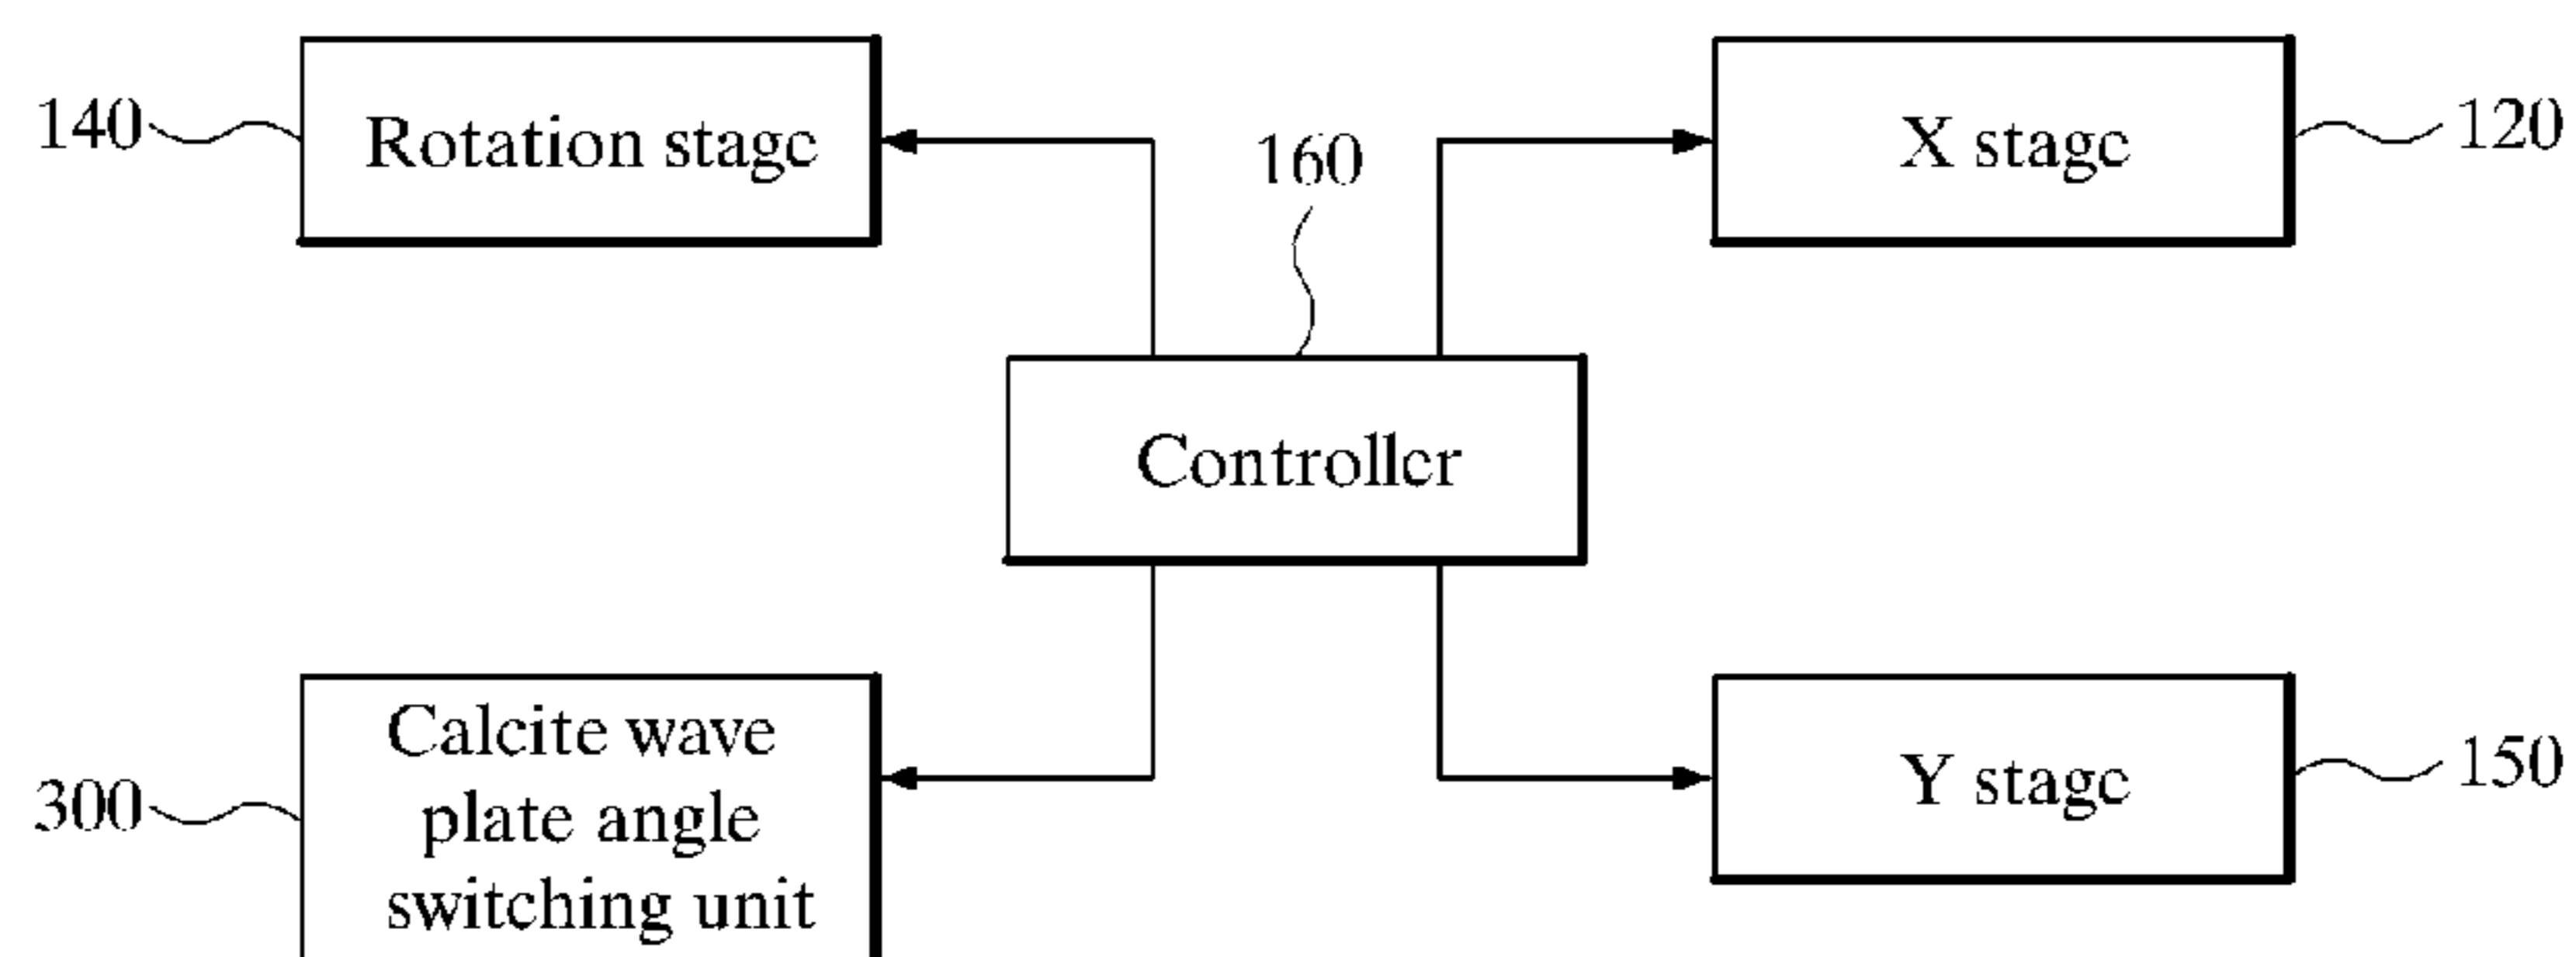 140
Rotation stage
160
X stage
120
Controller
300
Calcite wave
plate angle
switching unit
Y stage
150